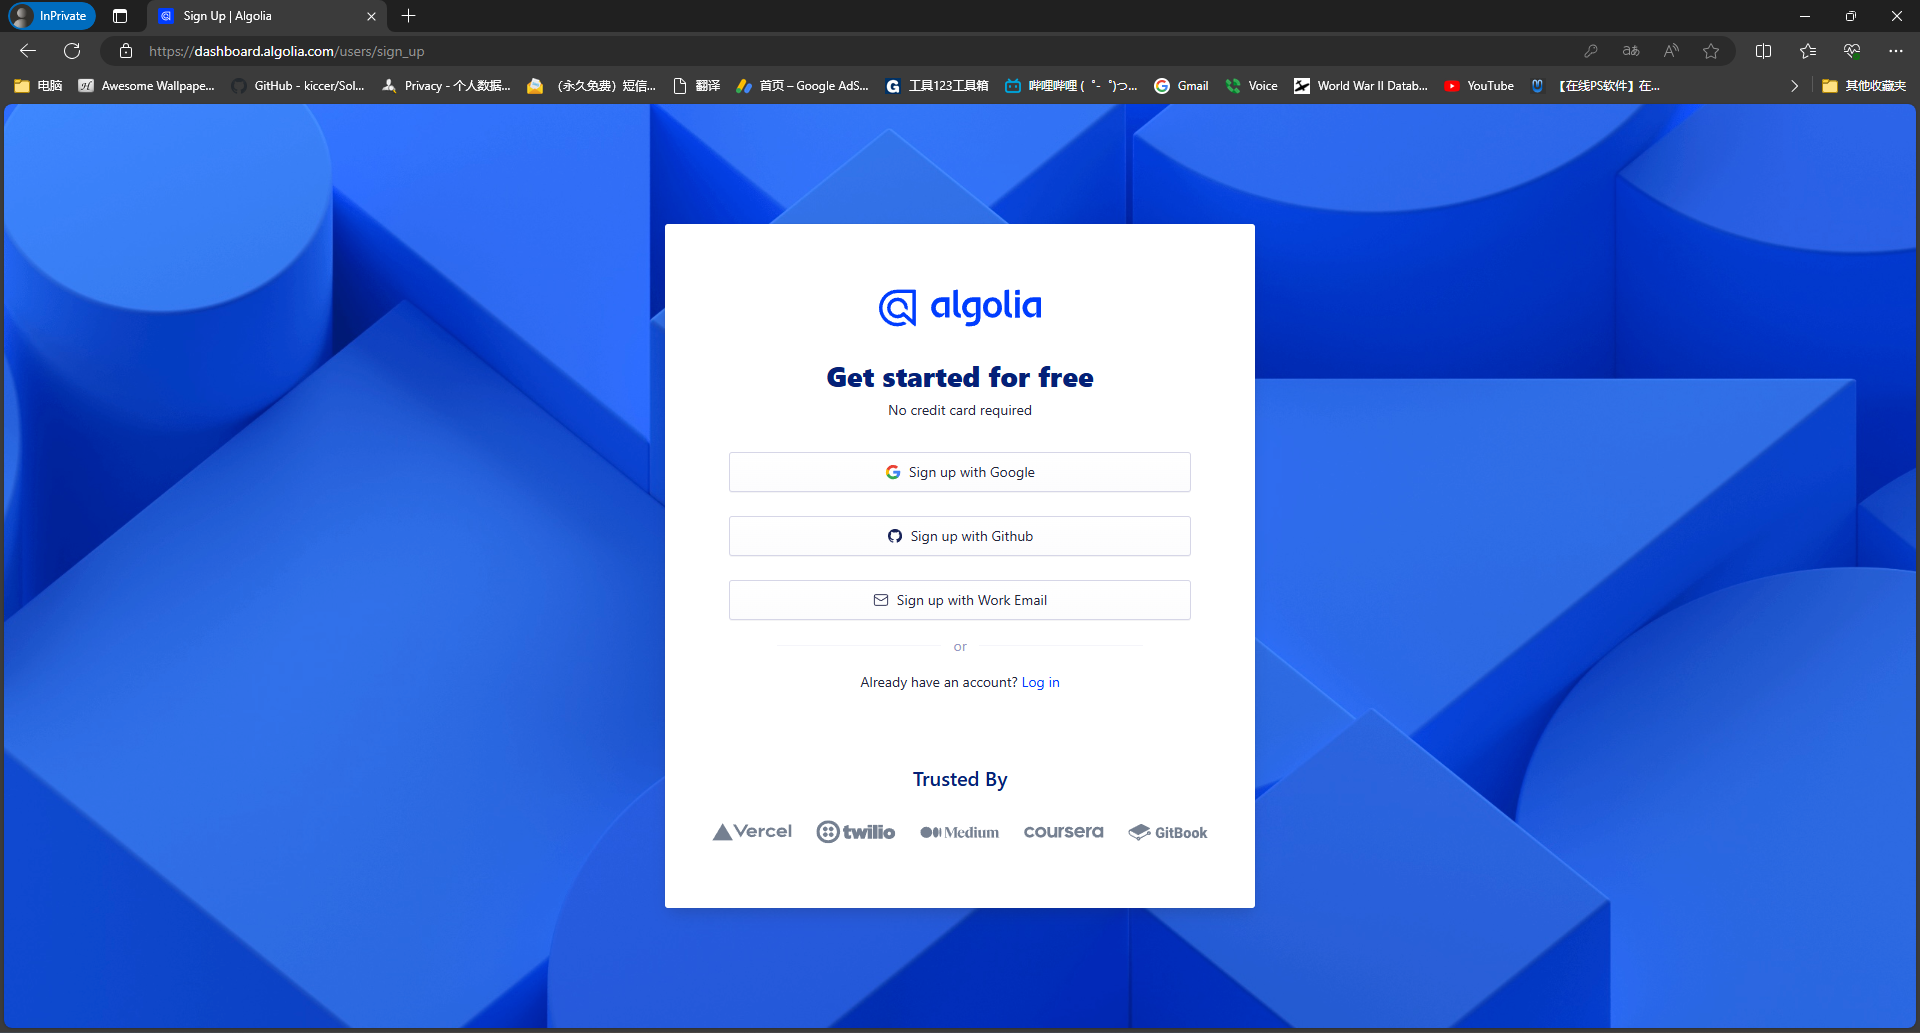 InPrivate
Sign Up | Algolia
https://dashboard.algolia.com/users/sign_up
电脑
Awesome Wallpape...
GitHub - kiccer/Sol...
Privacy - 个人数据...
（永久免费）短信...
翻译
首页 – Google AdS...
工具123工具箱
哔哩哔哩 (゜-゜)つ...
Gmail
Voice
World War II Datab...
YouTube
【在线PS软件】在...
其他收藏夹
algolia
Get started for free
No credit card required
Sign up with Google
Sign up with Github
Sign up with Work Email
or
Already have an account? Log in
Trusted By
Vercel
twilio
Medium
coursera
GitBook